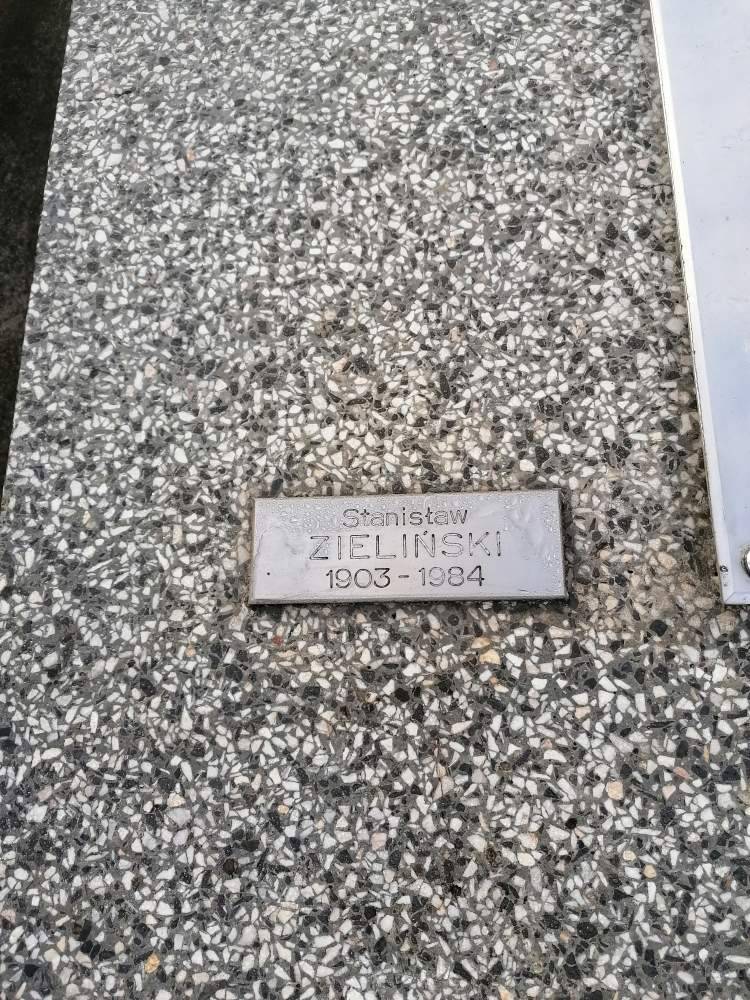 Stanisław
ZIELIŃSKI
1903 - 1984